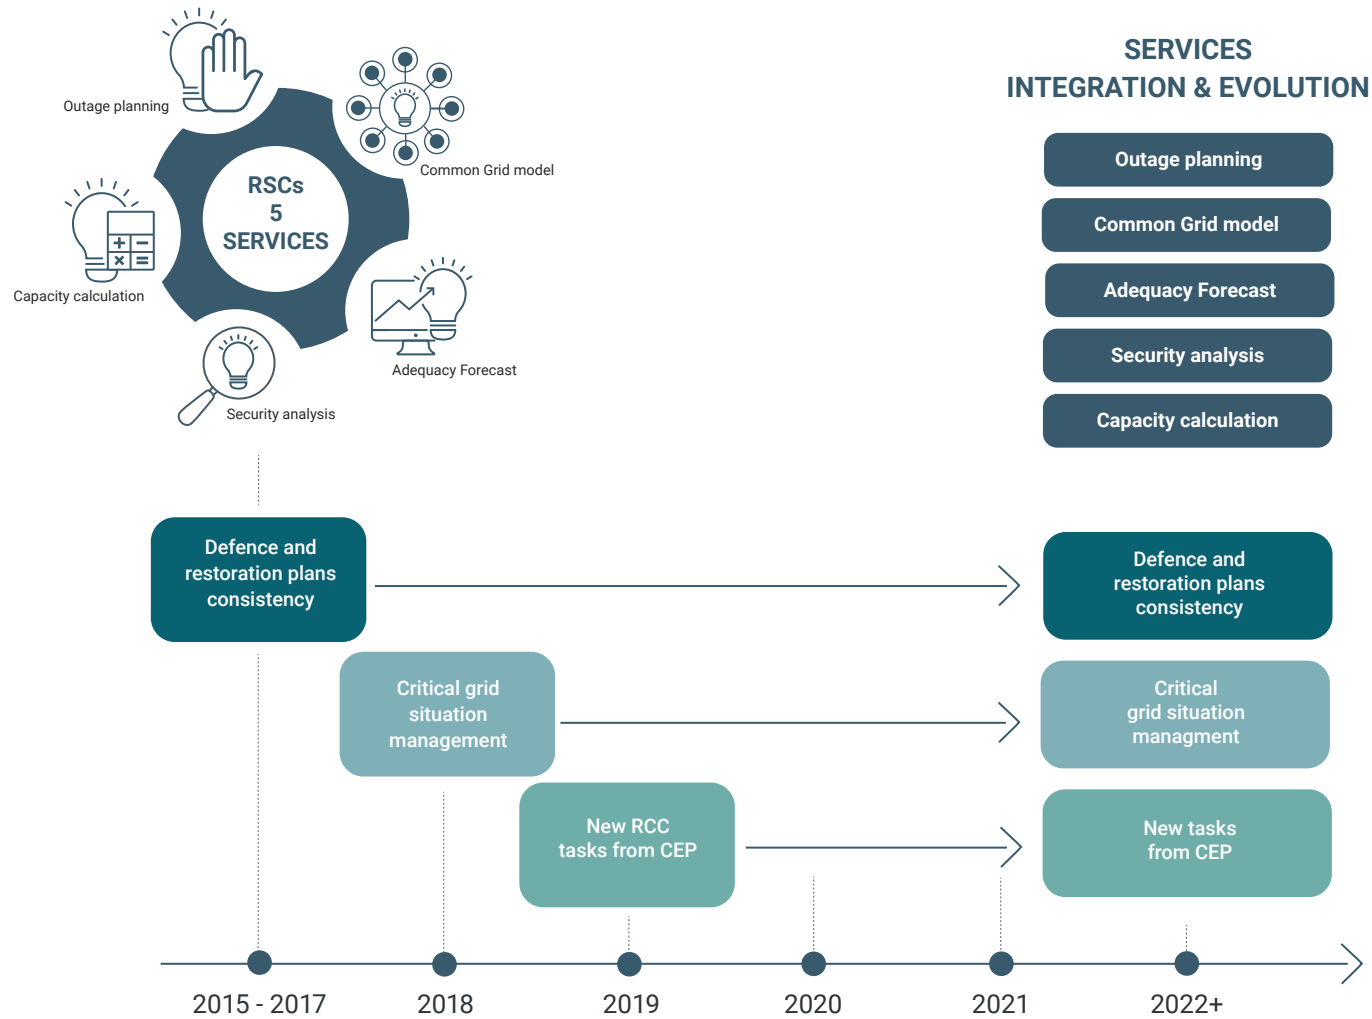 Outage planning
Common Grid model
RSCs
5
SERVICES
Capacity calculation
Adequacy Forecast
Security analysis
SERVICES
INTEGRATION & EVOLUTION
Outage planning
Common Grid model
Adequacy Forecast
Security analysis
Capacity calculation
Defence and
restoration plans
consistency
Defence and
restoration plans
consistency
Critical grid
situation
management
Critical
grid situation
managment
New RCC
tasks from CEP
New tasks
from CEP
2015 - 2017
2018
2019
2020
2021
2022+